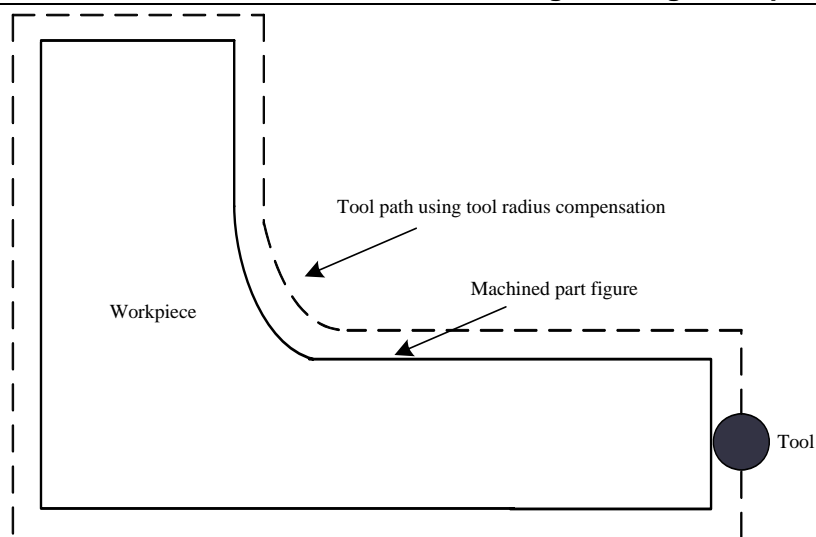 Tool path using tool radius compensation
Machined part figure
Workpiece
Tool